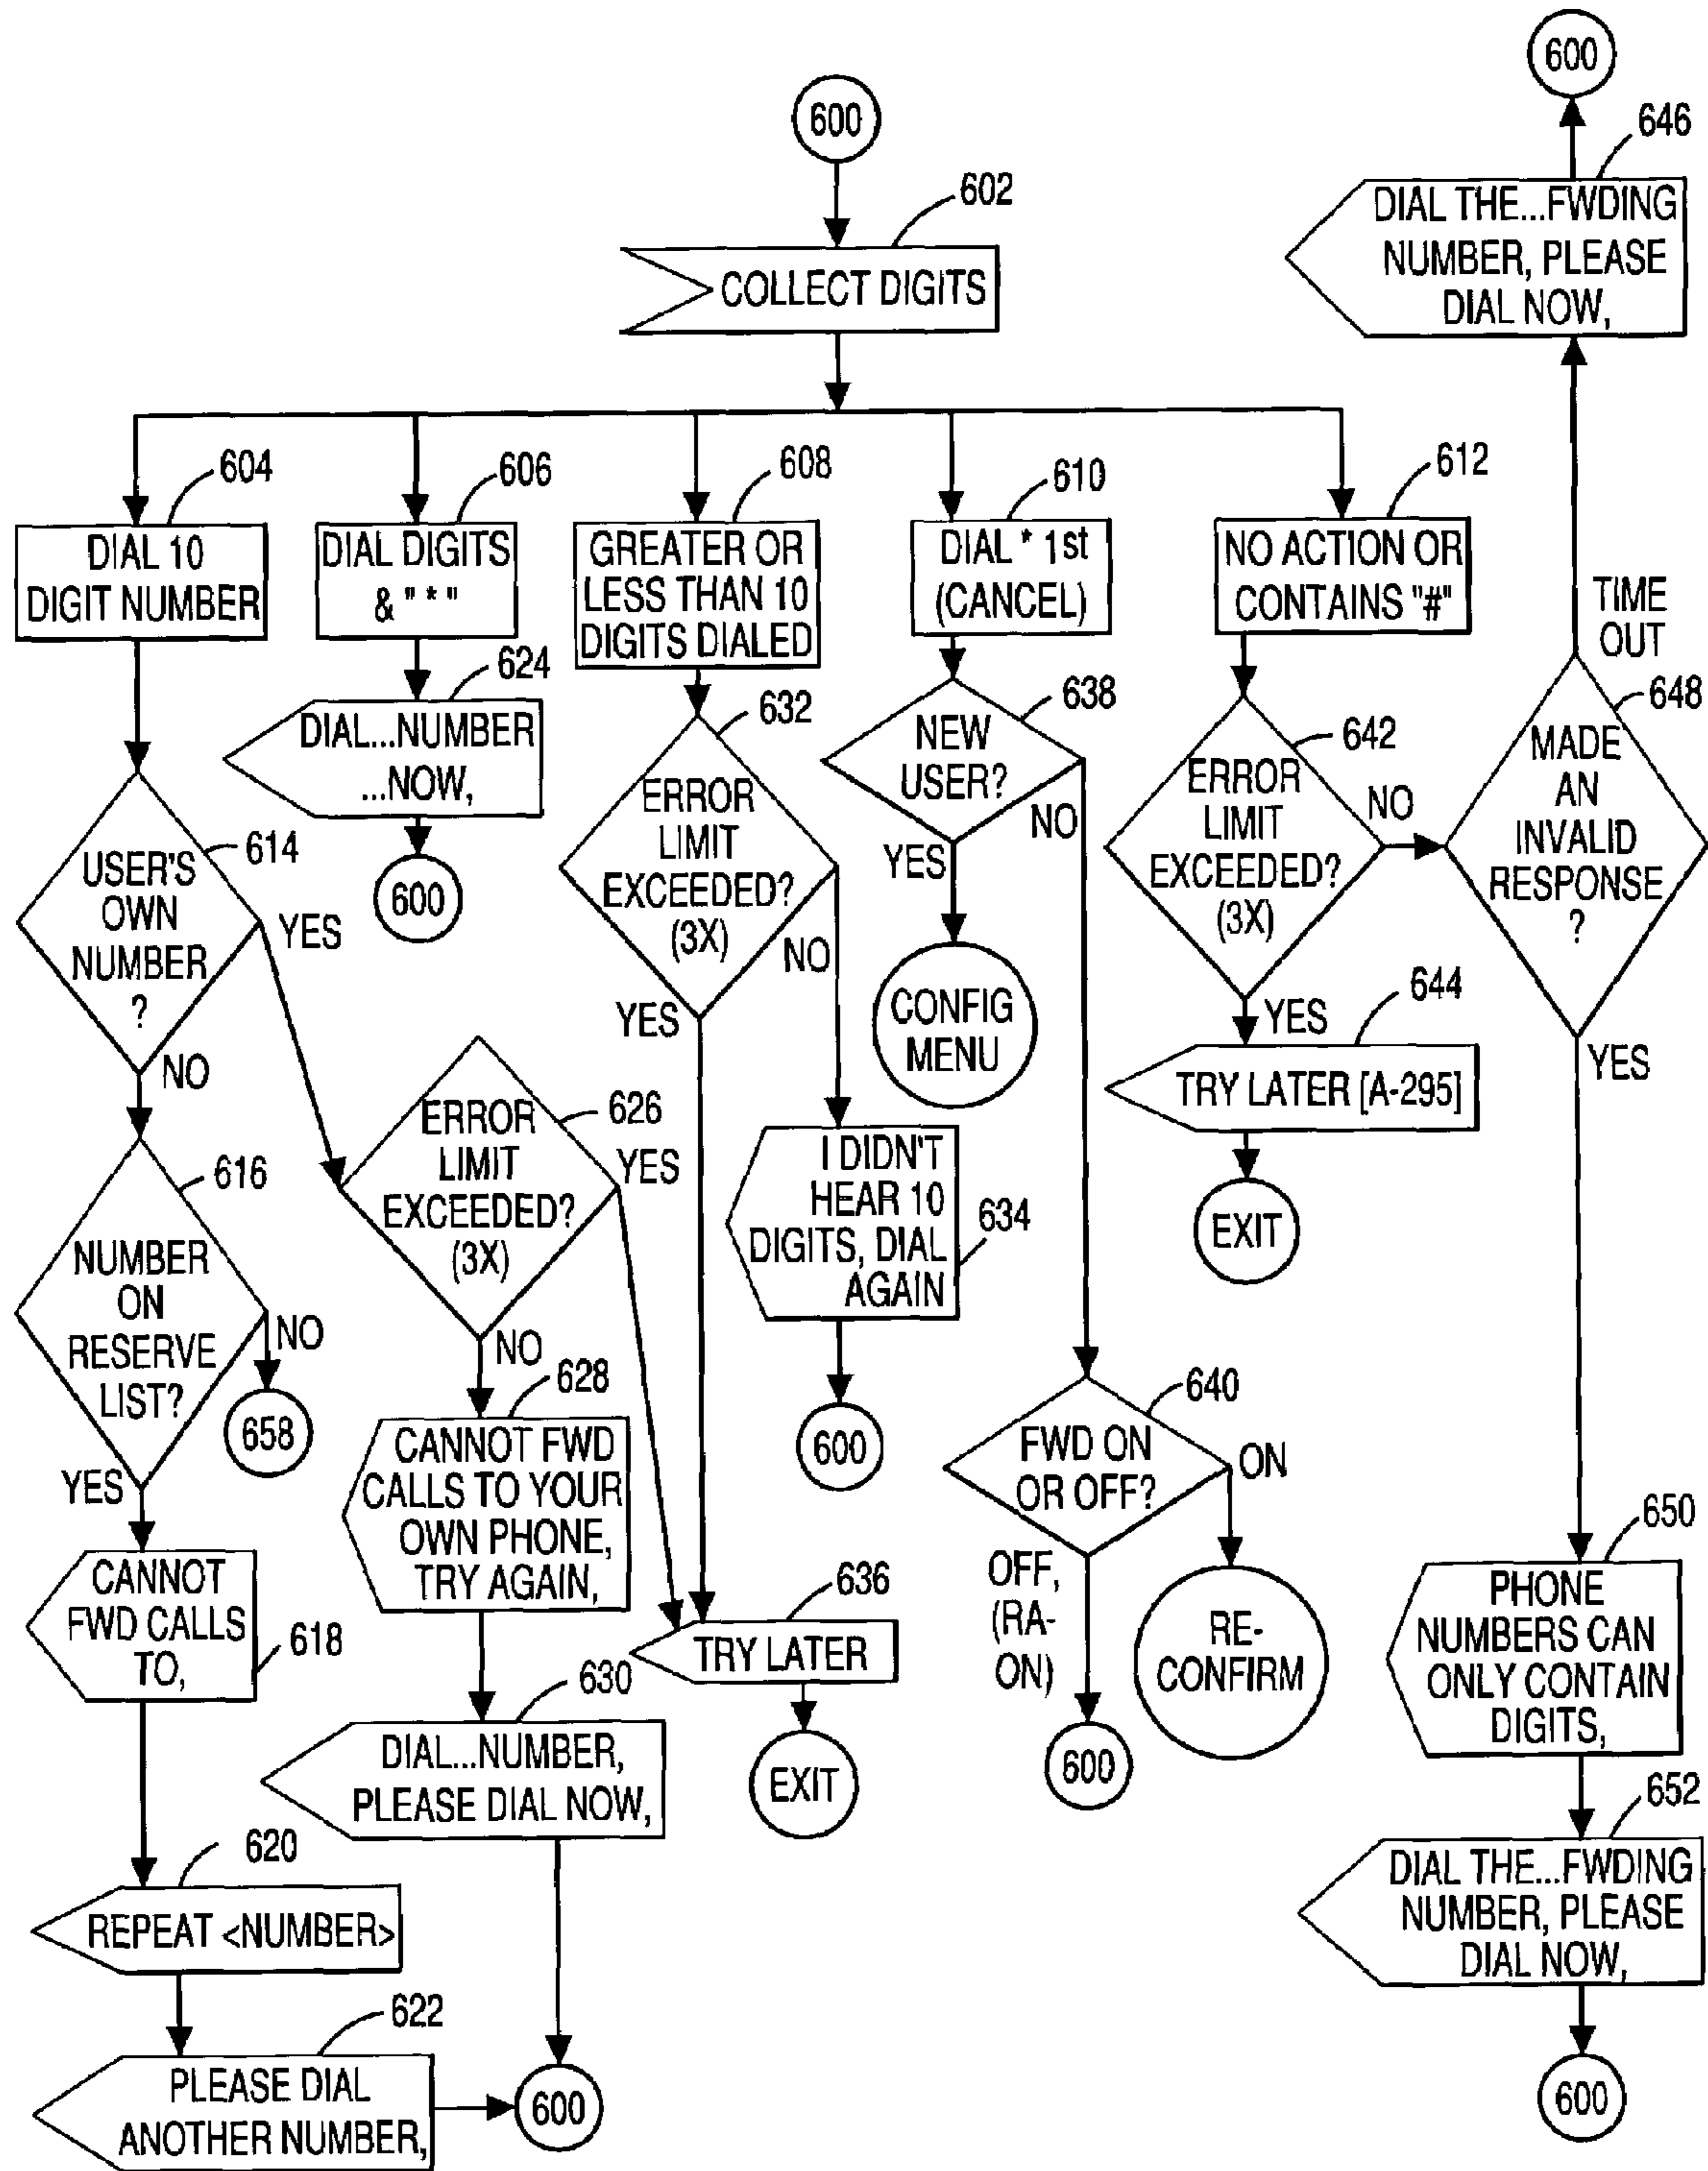 600
646
DIAL THE...FWDING
NUMBER, PLEASE
DIAL NOW,
600
602
COLLECT DIGITS
604
DIAL 10
DIGIT NUMBER
606
DIAL DIGITS
& " * "
608
GREATER OR
LESS THAN 10
DIGITS DIALED
610
DIAL * 1st
(CANCEL)
612
NO ACTION OR
CONTAINS "#"
TIME
OUT
624
DIAL...NUMBER
...NOW,
600
614
USER'S
OWN
NUMBER
?
YES
NO
632
ERROR
LIMIT
EXCEEDED?
(3X)
NO
YES
638
NEW
USER?
NO
YES
CONFIG
MENU
642
ERROR
LIMIT
EXCEEDED?
(3X)
NO
YES
648
MADE
AN
INVALID
RESPONSE
?
YES
644
TRY LATER [A-295]
EXIT
616
NUMBER
ON
RESERVE
LIST?
NO
658
YES
626
ERROR
LIMIT
EXCEEDED?
(3X)
YES
NO
I DIDN'T
HEAR 10
DIGITS, DIAL
AGAIN
634
600
628
CANNOT FWD
CALLS TO YOUR
OWN PHONE,
TRY AGAIN,
640
FWD ON
OR OFF?
ON
OFF,
(RA-
ON)
RE-
CONFIRM
600
618
CANNOT
FWD CALLS
TO,
636
TRY LATER
EXIT
630
DIAL...NUMBER,
PLEASE DIAL NOW,
650
PHONE
NUMBERS CAN
ONLY CONTAIN
DIGITS,
652
DIAL THE...FWDING
NUMBER, PLEASE
DIAL NOW,
600
620
REPEAT <NUMBER>
622
PLEASE DIAL
ANOTHER NUMBER,
600